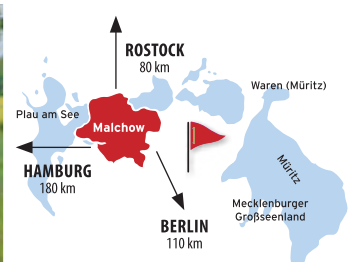 ROSTOCK
80 km
Waren (Müritz)
Plau am See
Malchow
HAMBURG
180 km
Müritz
Mecklenburger
Großseenland
BERLIN
110 km